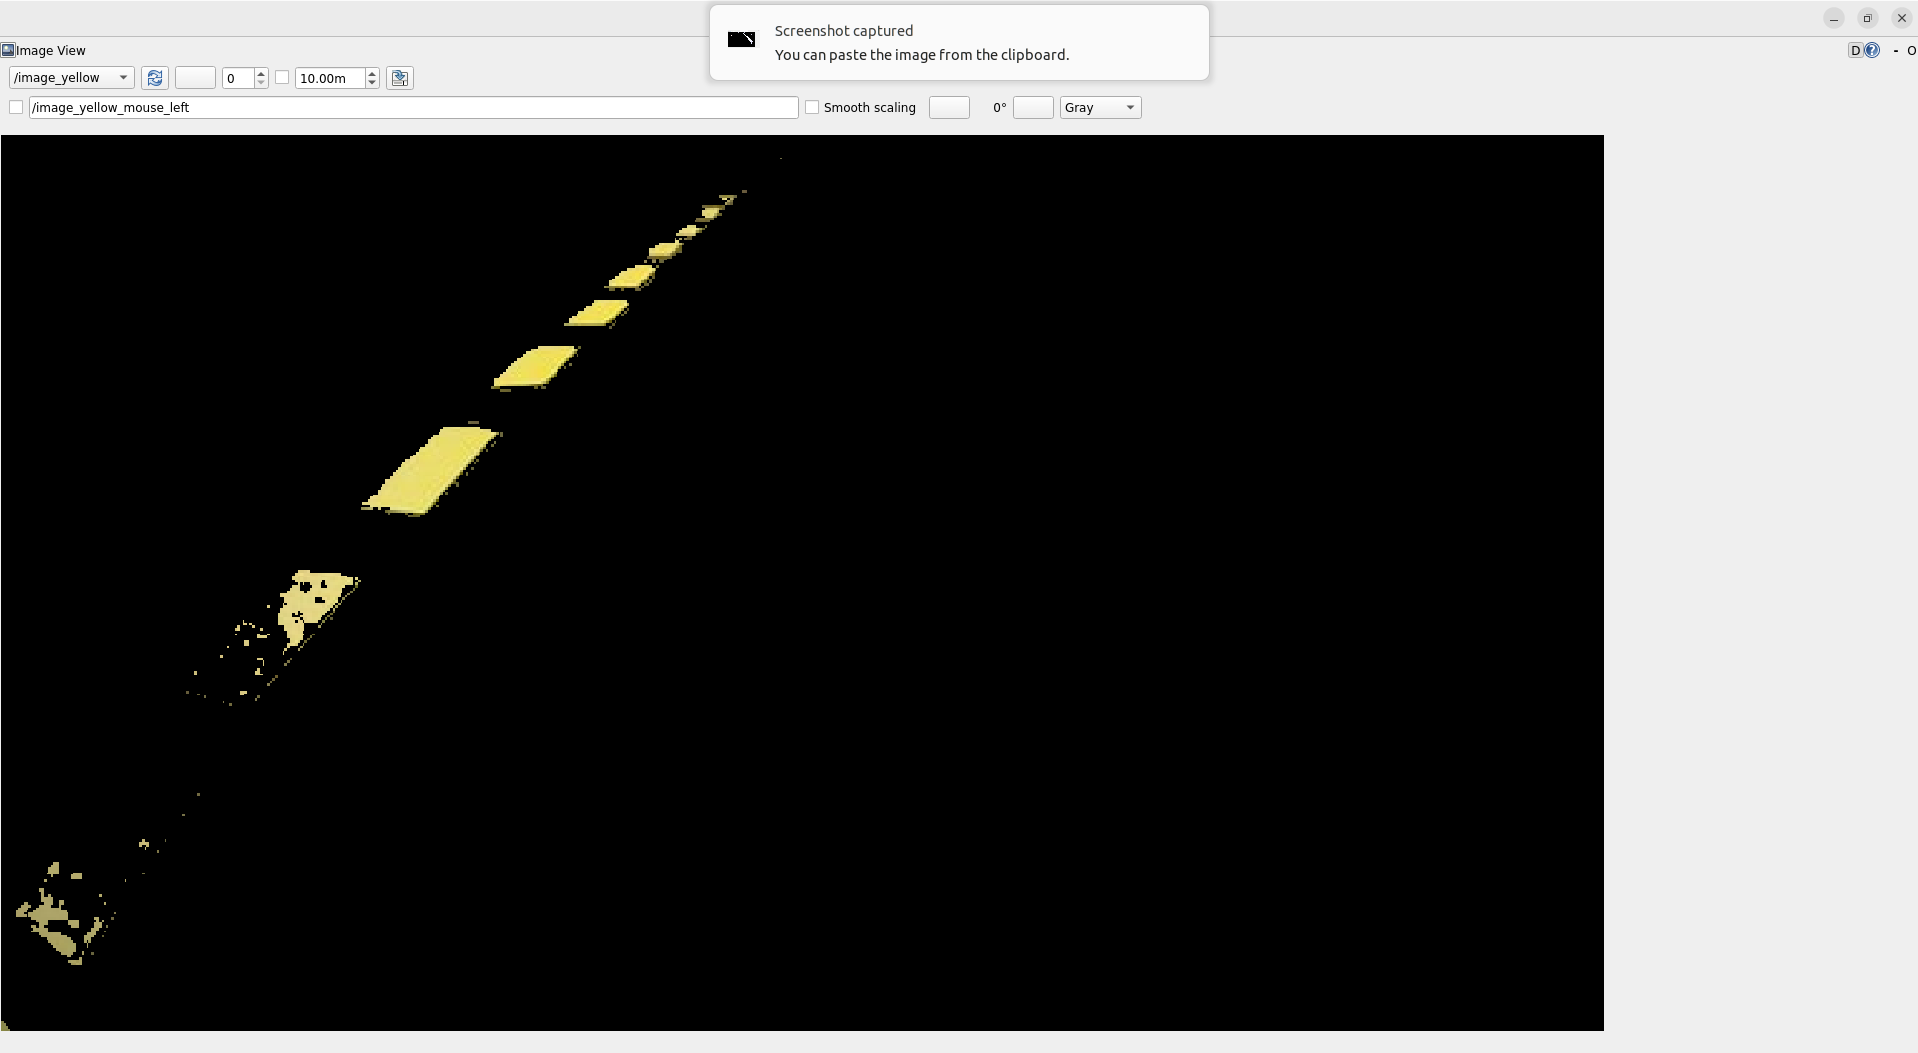 Screenshot captured
You can paste the image from the clipboard.
Image View
D
- O
/image_yellow
0
10.00m
/image_yellow_mouse_left
Smooth scaling
0°
Gray